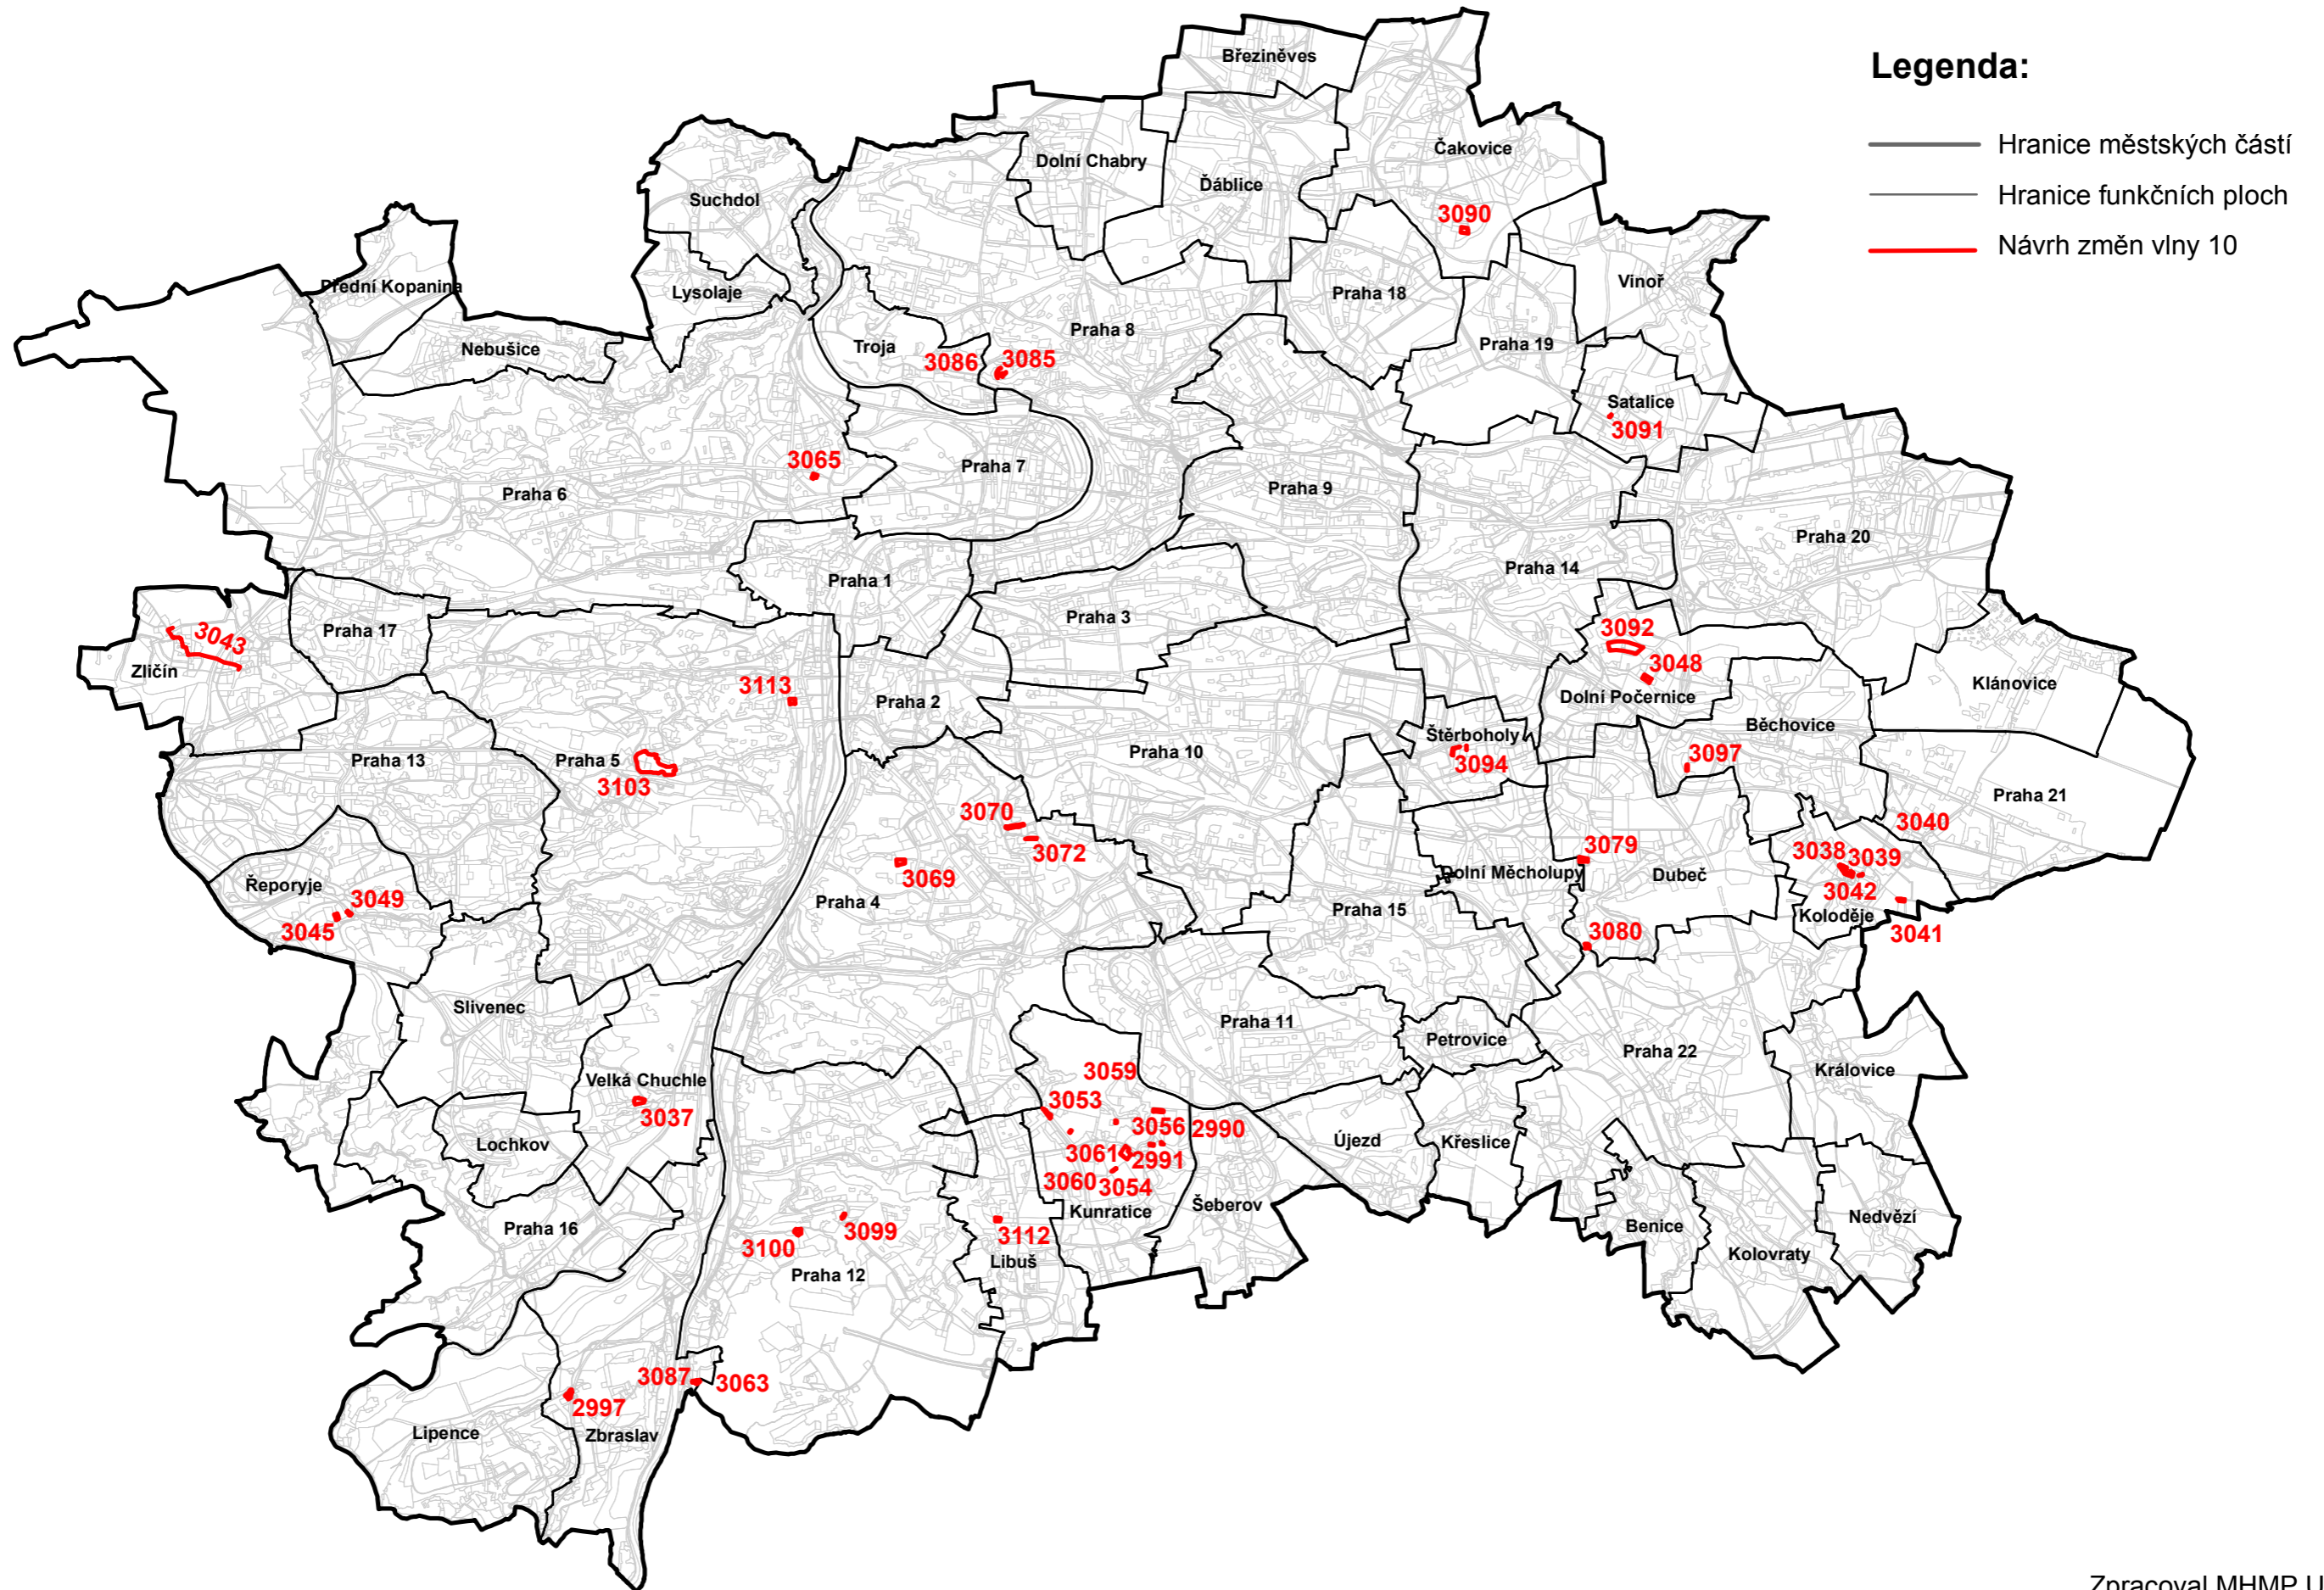 Legenda:
Hranice městských částí
Hranice funkčních ploch
Návrh změn vlny 10
Březiněves
Čakovice
Dolní Chabry
Ďáblice
Suchdol
3090
Vinoř
Přední Kopanina
Lysolaje
Praha 18
Praha 8
Praha 19
Troja
Nebušice
3086
3085
Satalice
3091
3065
Praha 7
Praha 6
Praha 9
Praha 20
Praha 14
Praha 1
Praha 3
3092
3043
Praha 17
3048
Zličín
Klánovice
3113
Dolní Počernice
Praha 2
Běchovice
Štěrboholy
Praha 10
3097
Praha 13
Praha 5
3094
3103
Praha 21
3070
3040
3079
3038
3039
3072
3069
Dolní Měcholupy
Dubeč
Řeporyje
3042
3049
Praha 4
Praha 15
Koloděje
3045
3080
3041
Slivenec
Praha 11
Petrovice
Praha 22
3059
Královice
Velká Chuchle
3053
3037
3056
2990
Lochkov
Újezd
Křeslice
3061
2991
3060
3054
Šeberov
Kunratice
Nedvězí
Praha 16
3099
3112
Benice
3100
Kolovraty
Libuš
Praha 12
3087
3063
2997
Lipence
Zbraslav
Zpracoval MHMP U